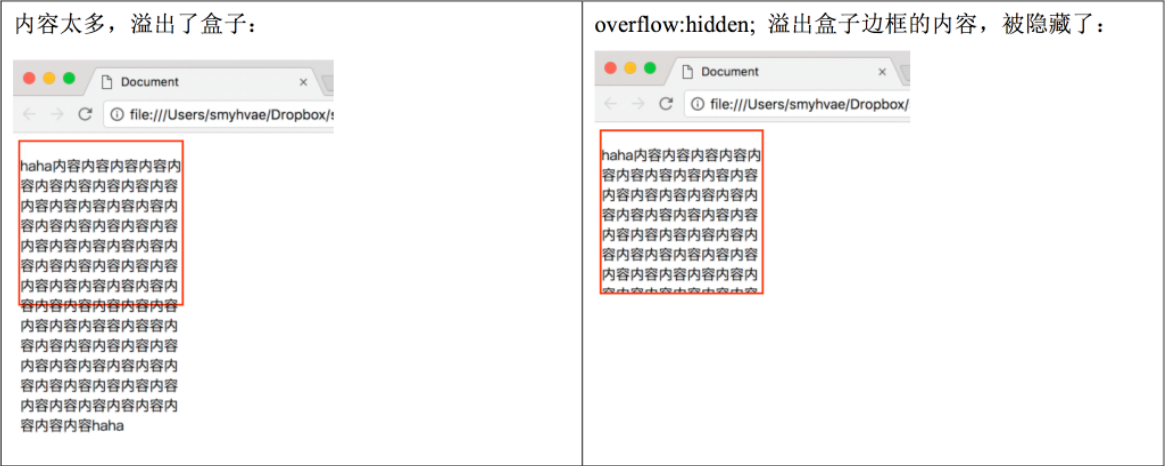 内容太多，溢出了盒子：
Document
file:///Users/smyhvae/Dropbox/s
haha内容内容内容内容内
容内容内容内容内容内容
内容内容内容内容内容内
容内容内容内容内容内容
内容内容内容内容内容内
容内容内容内容内容内容
内容内容内容内容内容内
容内容内容内容内容内容
内容内容内容内容内容内
容内容内容内容内容内容
内容内容内容内容内容内
容内容内容内容内容内容
内容内容内容内容内容内
容内容内容haha
overflow:hidden; 溢出盒子边框的内容，被隐藏了：
Document
file:///Users/smyhvae/Dropbox/
haha内容内容内容内容内
容内容内容内容内容内容
内容内容内容内容内容内
容内容内容内容内容内容
内容内容内容内容内容内
容内容内容内容内容内容
内容内容内容内容内容内